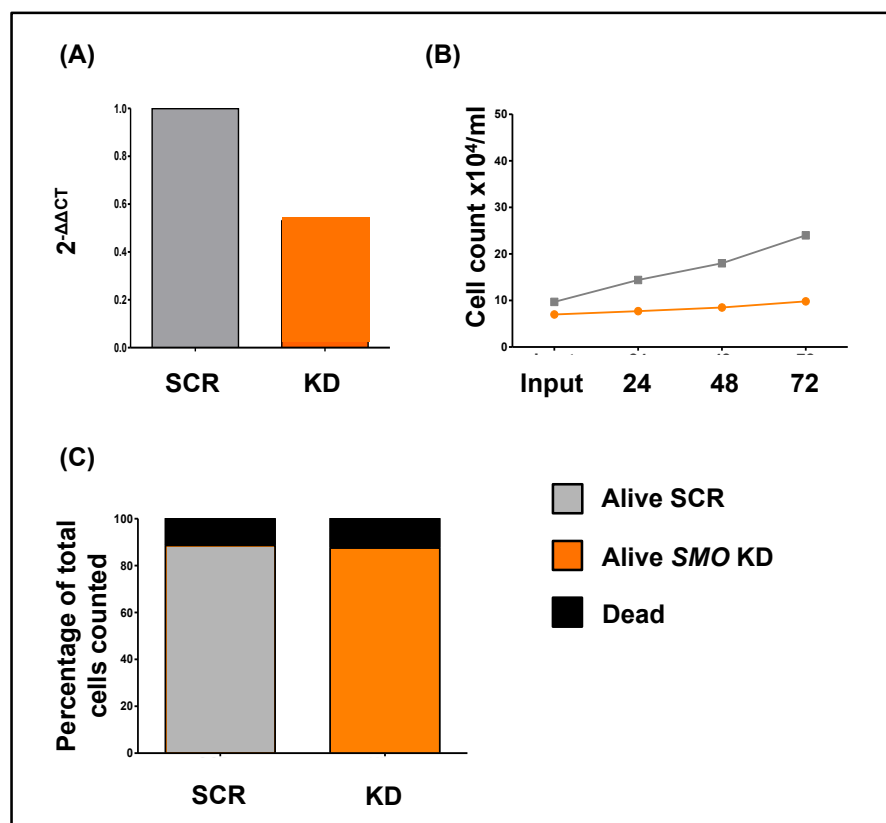 (A)
(B)
1.0
0.8
0.6
0.4
0.2
0.0
2-ΔΔCT
SCR
KD
50
40
30
20
10
0
Cell count x10⁴/ml
Input
24
48
72
(C)
100
80
60
40
20
0
Percentage of total
cells counted
SCR
KD
Alive SCR
Alive SMO KD
Dead